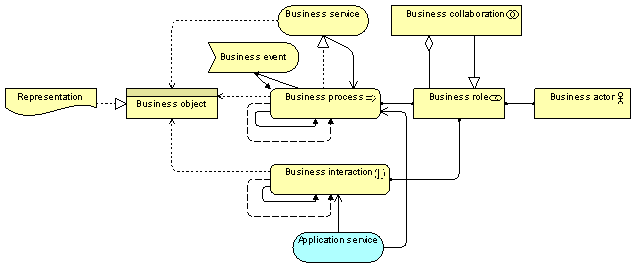 Business service
Business collaboration
Business event
Representation
Business object
Business process
Business role
Business actor
Business interaction
Application service